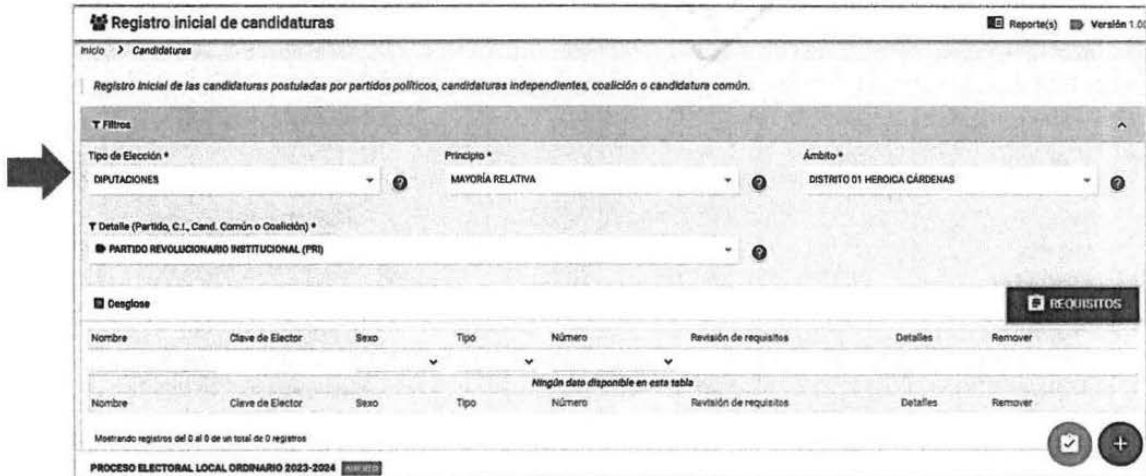 Registro inicial de candidaturas
Reporte(s) Versión 1.00
Inicio > Candidaturas
Registro Inicial de las candidaturas postuladas por partidos políticos, candidaturas independientes, coalición o candidatura común.
Filtros
Tipo de Elección * Principio * Ámbito *
DIPUTACIONES MAYORÍA RELATIVA DISTRITO 01 HEROICA CÁRDENAS
Detalle (Partido, C.I., Cand. Común o Coalición) *
PARTIDO REVOLUCIONARIO INSTITUCIONAL (PRI)
Desglose REQUISITOS
Nombre Clave de Elector Sexo Tipo Número Revisión de requisitos Detalles Remover
Ningún dato disponible en esta tabla
Nombre Clave de Elector Sexo Tipo Número Revisión de requisitos Detalles Remover
Mostrando registros del 0 al 0 de un total de 0 registros
PROCESO ELECTORAL LOCAL ORDINARIO 2023-2024